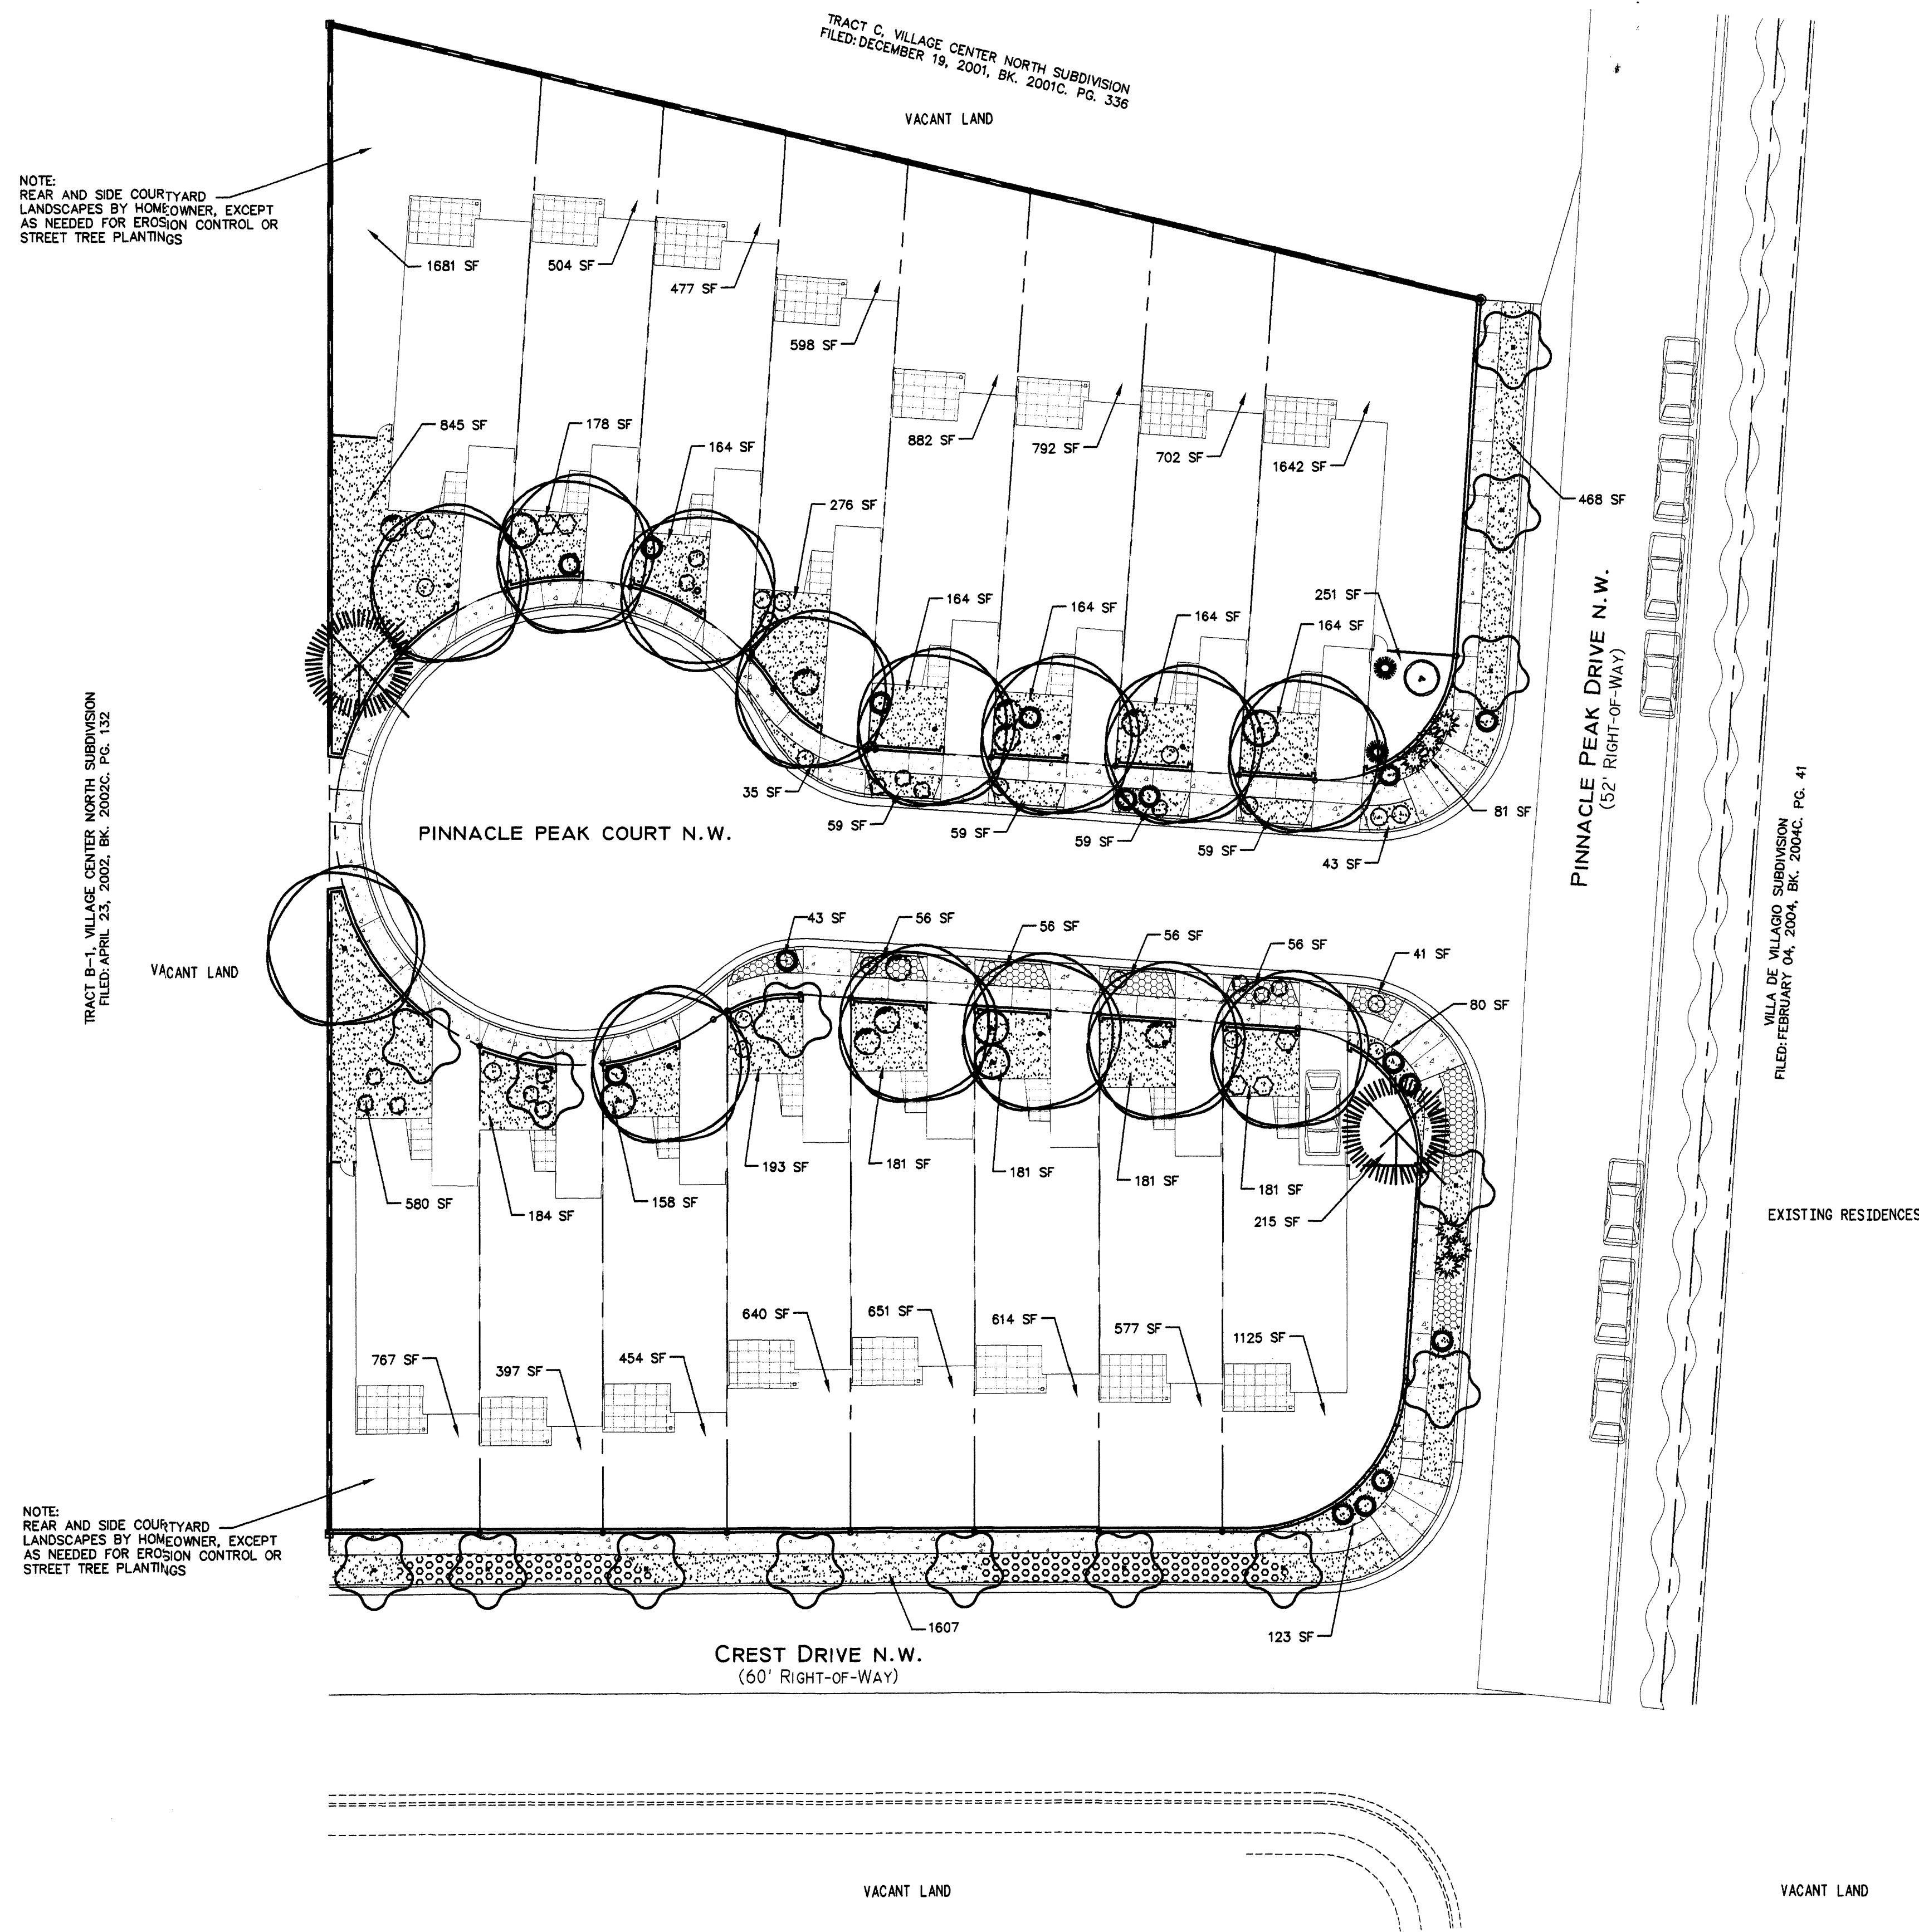 TRACT C, VILLAGE CENTER NORTH SUBDIVISION
FILED: DECEMBER 19, 2001, BK. 2001C. PG. 336
VACANT LAND
NOTE:
REAR AND SIDE COURTYARD
LANDSCAPES BY HOMEOWNER, EXCEPT
AS NEEDED FOR EROSION CONTROL OR
STREET TREE PLANTINGS
1681 SF
504 SF
477 SF
598 SF
882 SF
792 SF
702 SF
1642 SF
845 SF
178 SF
164 SF
276 SF
468 SF
164 SF
164 SF
164 SF
164 SF
251 SF
35 SF
59 SF
59 SF
59 SF
59 SF
43 SF
81 SF
PINNACLE PEAK DRIVE N.W.
(52' RIGHT-OF-WAY)
TRACT B-1, VILLAGE CENTER NORTH SUBDIVISION
FILED: APRIL 23, 2002, BK. 2002C. PG. 132
PINNACLE PEAK COURT N.W.
VILLA DE VILLAGIO SUBDIVISION
FILED: FEBRUARY 04, 2004, BK. 2004C. PG. 41
VACANT LAND
43 SF
56 SF
56 SF
56 SF
56 SF
41 SF
80 SF
580 SF
184 SF
158 SF
193 SF
181 SF
181 SF
181 SF
181 SF
215 SF
EXISTING RESIDENCES
767 SF
397 SF
454 SF
640 SF
651 SF
614 SF
577 SF
1125 SF
NOTE:
REAR AND SIDE COURTYARD
LANDSCAPES BY HOMEOWNER, EXCEPT
AS NEEDED FOR EROSION CONTROL OR
STREET TREE PLANTINGS
1607
123 SF
CREST DRIVE N.W.
(60' RIGHT-OF-WAY)
VACANT LAND
VACANT LAND